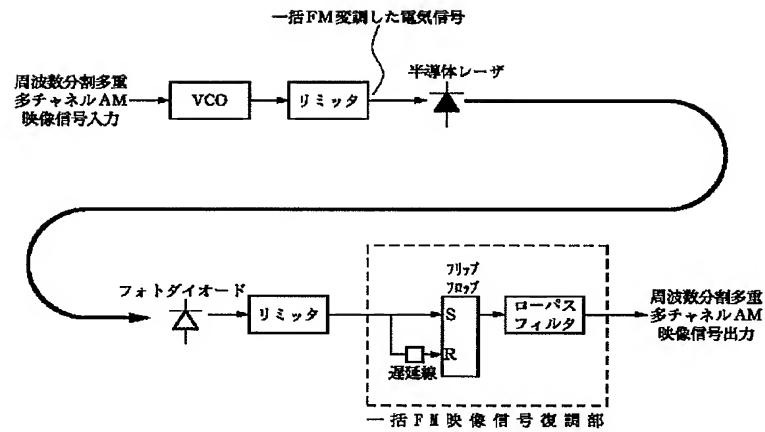 一括FM変調した電気信号
周波数分割多重
多チャネルAM
映像信号入力
VCO
リミッタ
半導体レーザ
フォトダイオード
リミッタ
フリップ
フロップ
S
R
遅延線
ローパス
フィルタ
周波数分割多重
多チャネルAM
映像信号出力
一括FM映像信号復調部